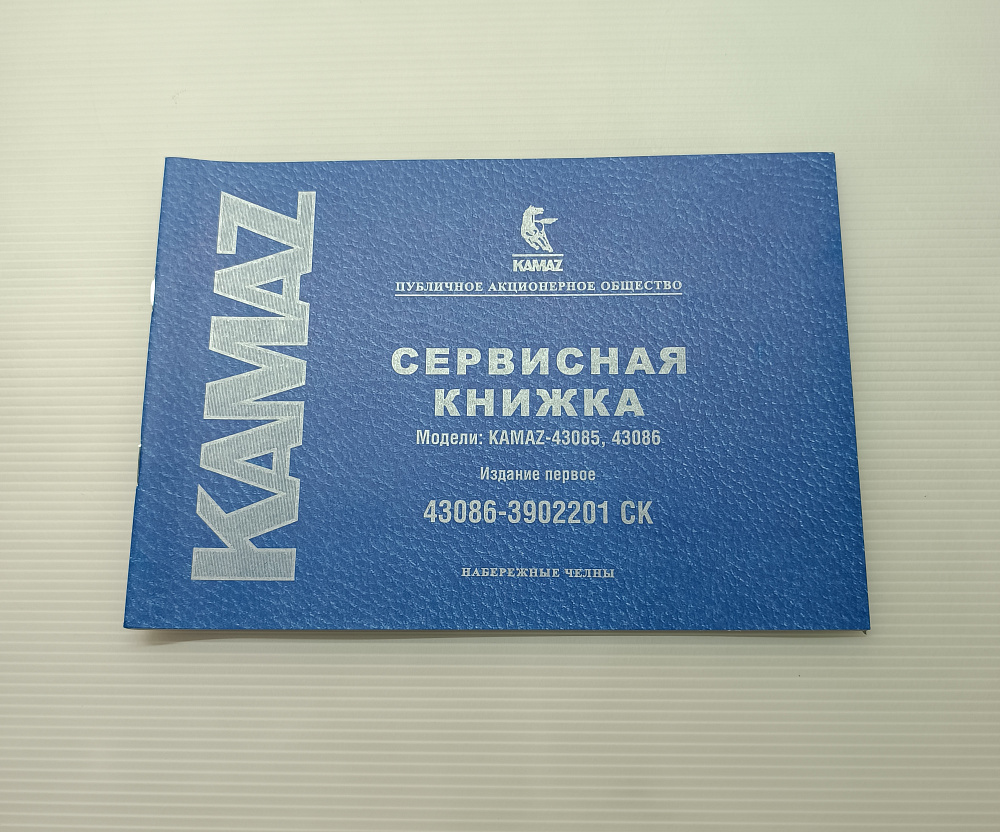 KAMAZ
KAMAZ
ПУБЛИЧНОЕ АКЦИОНЕРНОЕ ОБЩЕСТВО
СЕРВИСНАЯ
КНИЖКА
Модели: KAMAZ-43085, 43086
Издание первое
43086-3902201 СК
НАБЕРЕЖНЫЕ ЧЕЛНЫ